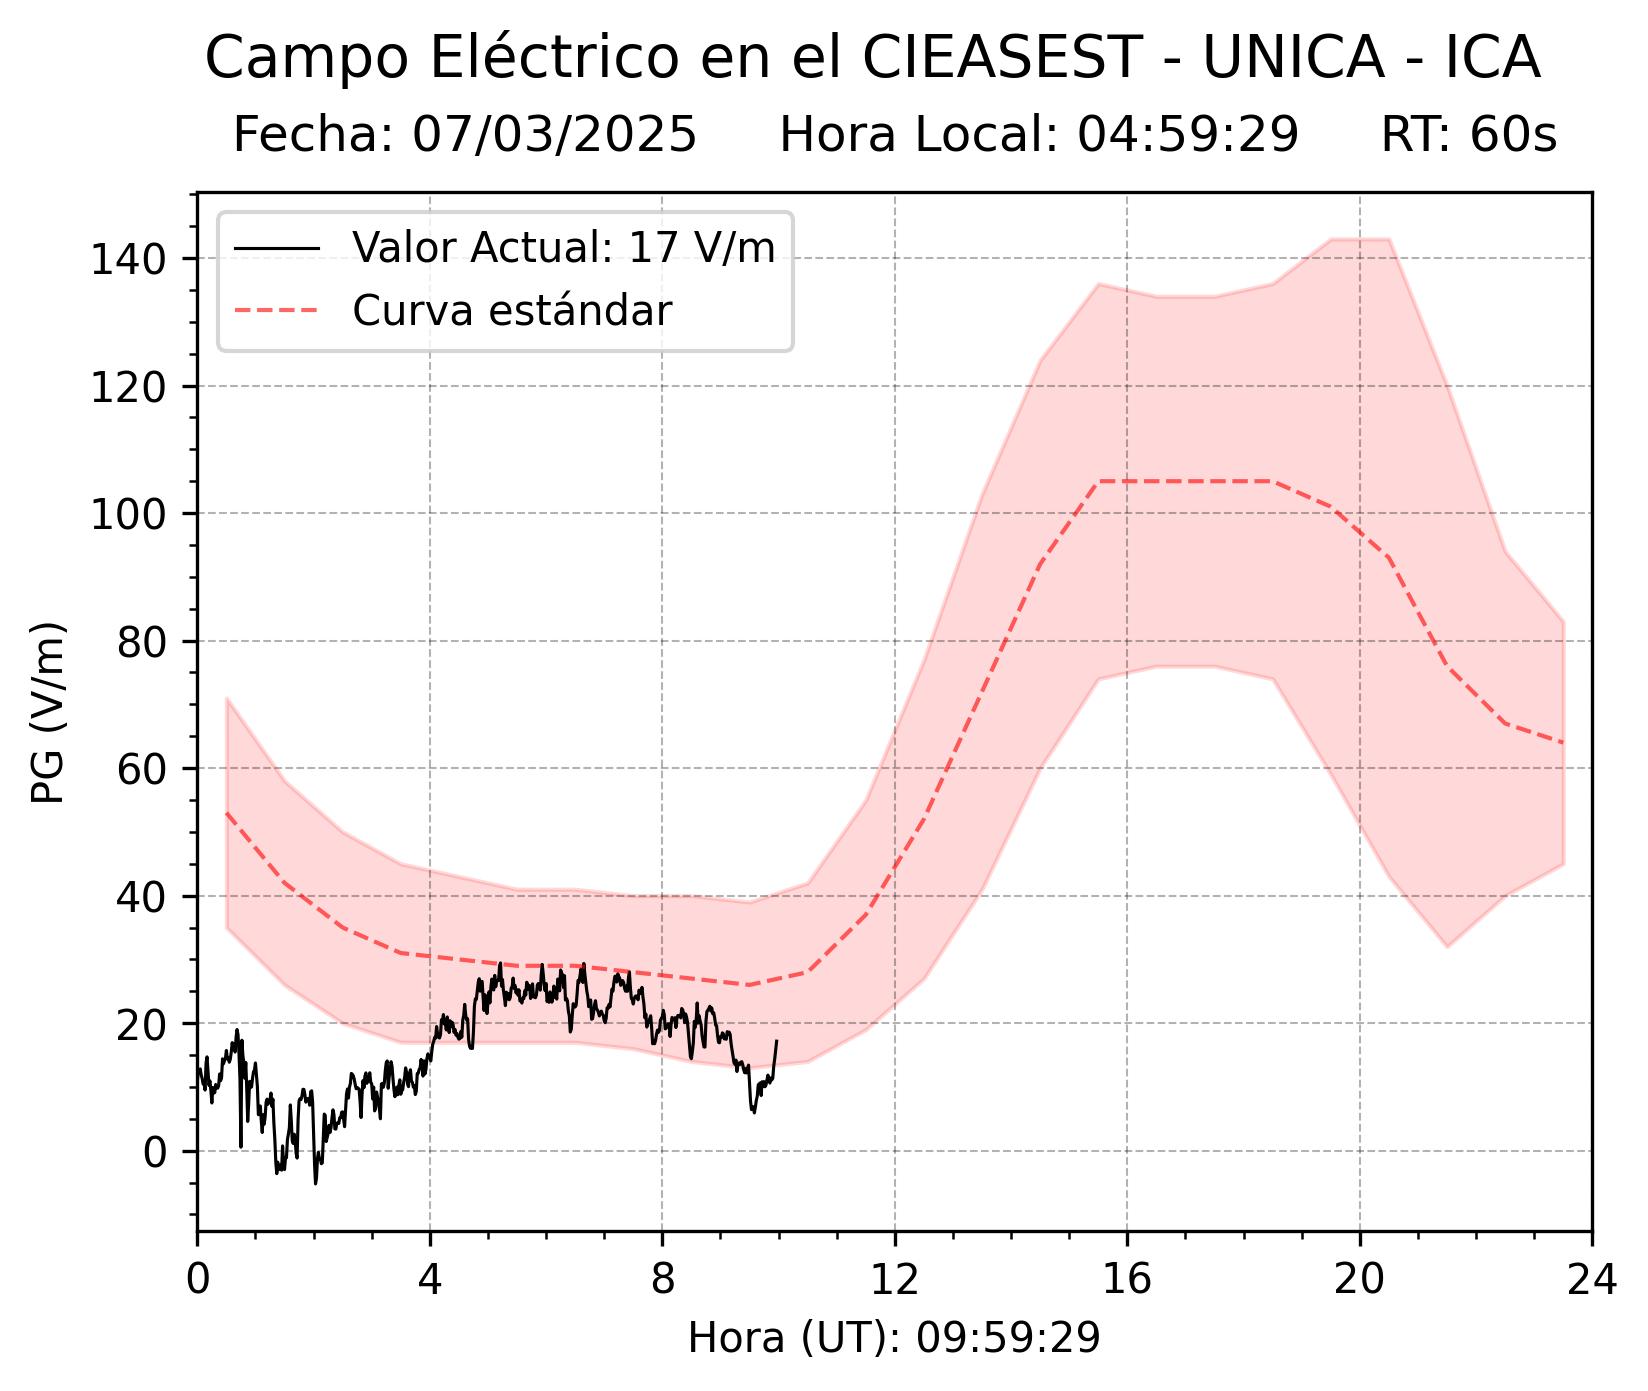 Campo Eléctrico en el CIEASEST - UNICA - ICA
Fecha: 07/03/2025 Hora Local: 04:59:29 RT: 60s
Valor Actual: 17 V/m
Curva estándar
140
120
100
80
60
40
20
0
PG (V/m)
0 4 8 12 16 20 24
Hora (UT): 09:59:29